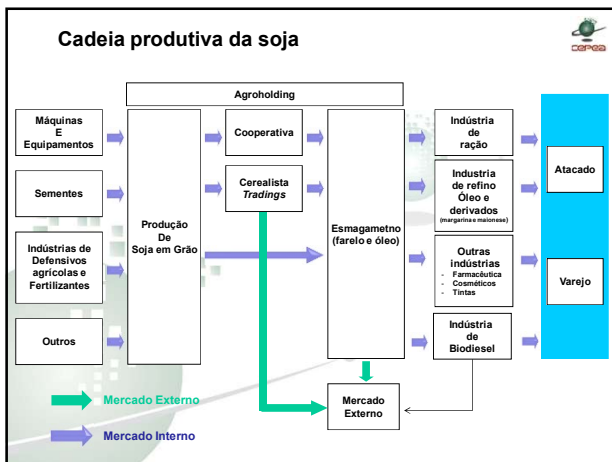 Cadeia produtiva da soja
CEPEA
Agroholding
Máquinas
E
Equipamentos
Sementes
Indústrias de
Defensivos
agrícolas e
Fertilizantes
Outros
Produção
De
Soja em Grão
Cooperativa
Cerealista
Tradings
Esmagametno
(farelo e óleo)
Indústria
de
ração
Industria
de refino
Óleo e
derivados
(margarina e maionese)
Outras
indústrias
- Farmacêutica
- Cosméticos
- Tintas
Indústria
de
Biodiesel
Atacado
Varejo
Mercado
Externo
Mercado Externo
Mercado Interno